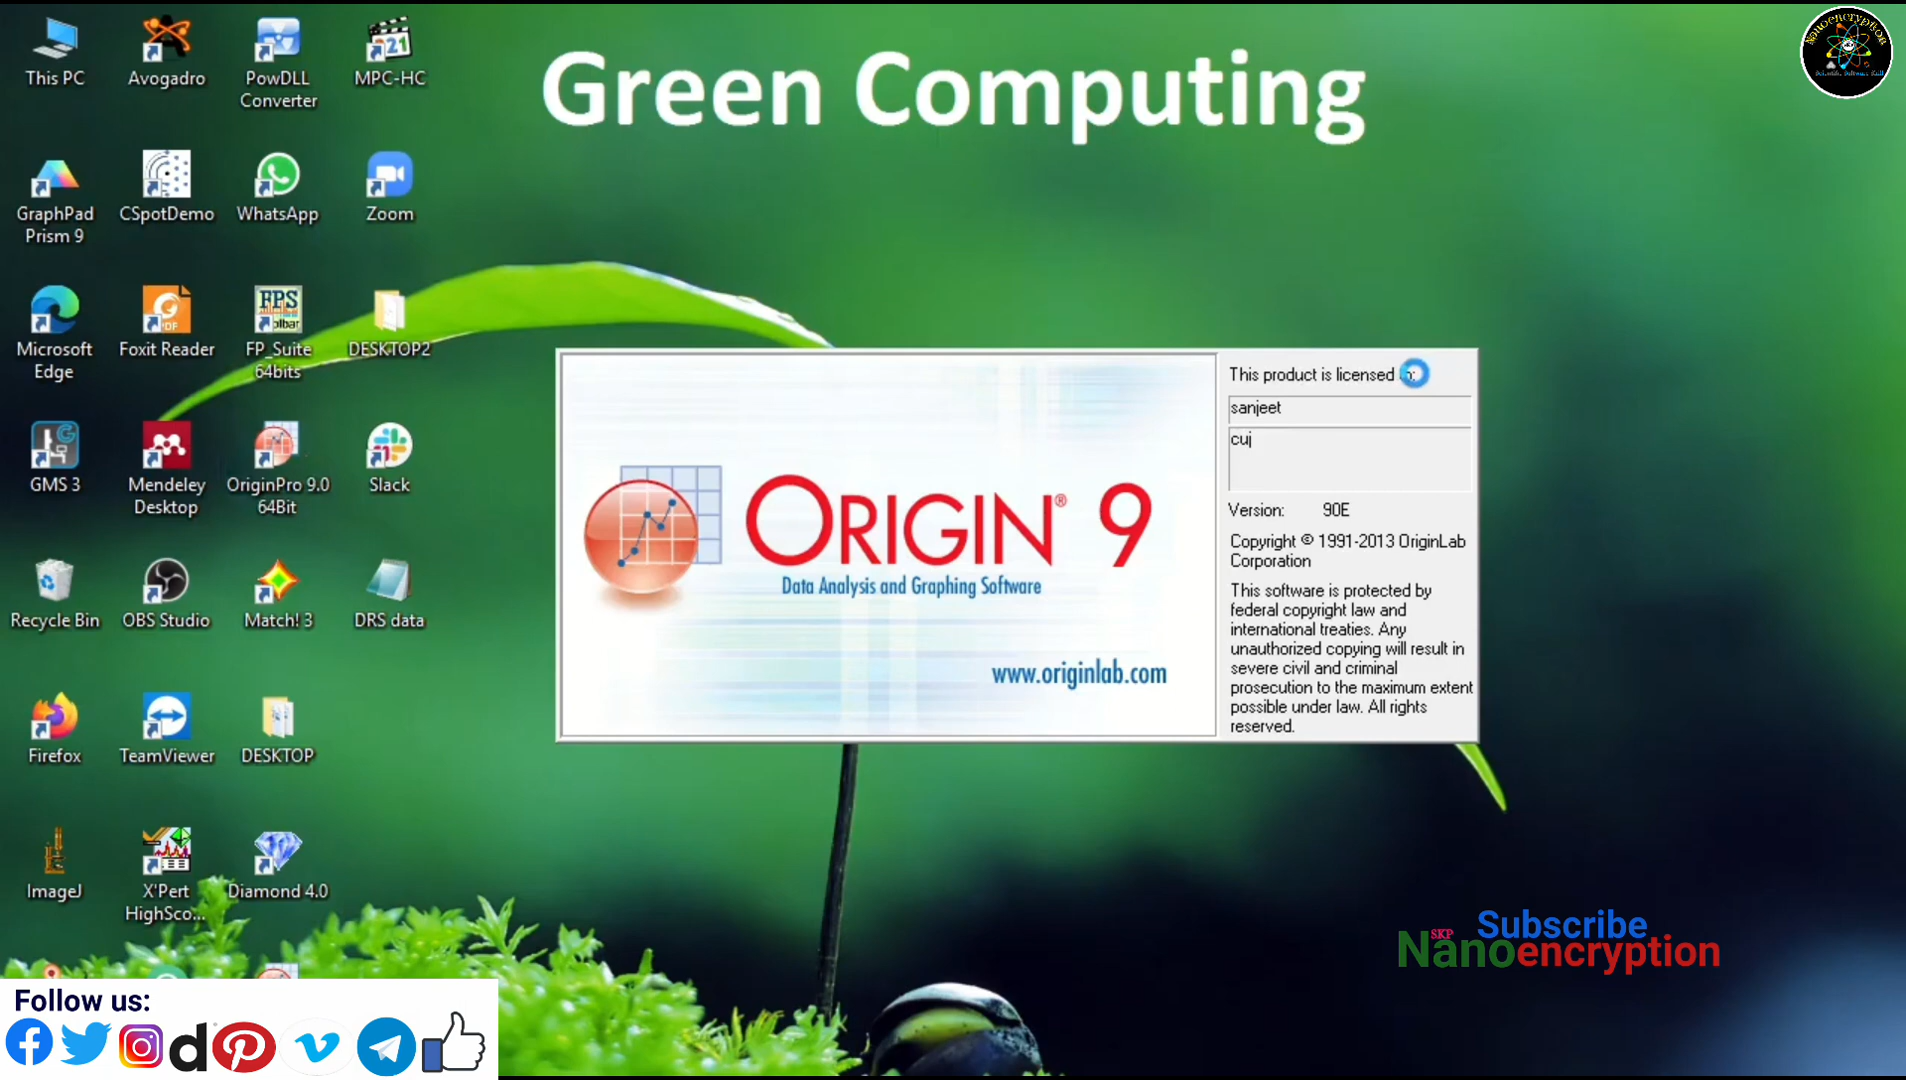 Green Computing
Nanoencryption
This PC
Avogadro
PowDLL
Converter
MPC-HC
GraphPad
Prism 9
CSpotDemo
WhatsApp
Zoom
Microsoft
Edge
Foxit Reader
FP_Suite
64bits
DESKTOP2
GMS 3
Mendeley
Desktop
OriginPro 9.0
64Bit
Slack
Recycle Bin
OBS Studio
Match! 3
DRS data
Firefox
TeamViewer
DESKTOP
ImageJ
X'Pert
HighSco...
Diamond 4.0
ORIGIN® 9
Data Analysis and Graphing Software
www.originlab.com
This product is licensed to:
sanjeet
cuj
Version: 90E
Copyright © 1991-2013 OriginLab
Corporation
This software is protected by
federal copyright law and
international treaties. Any
unauthorized copying will result in
severe civil and criminal
prosecution to the maximum extent
possible under law. All rights
reserved.
Subscribe
SKP
Nanoencryption
Follow us: